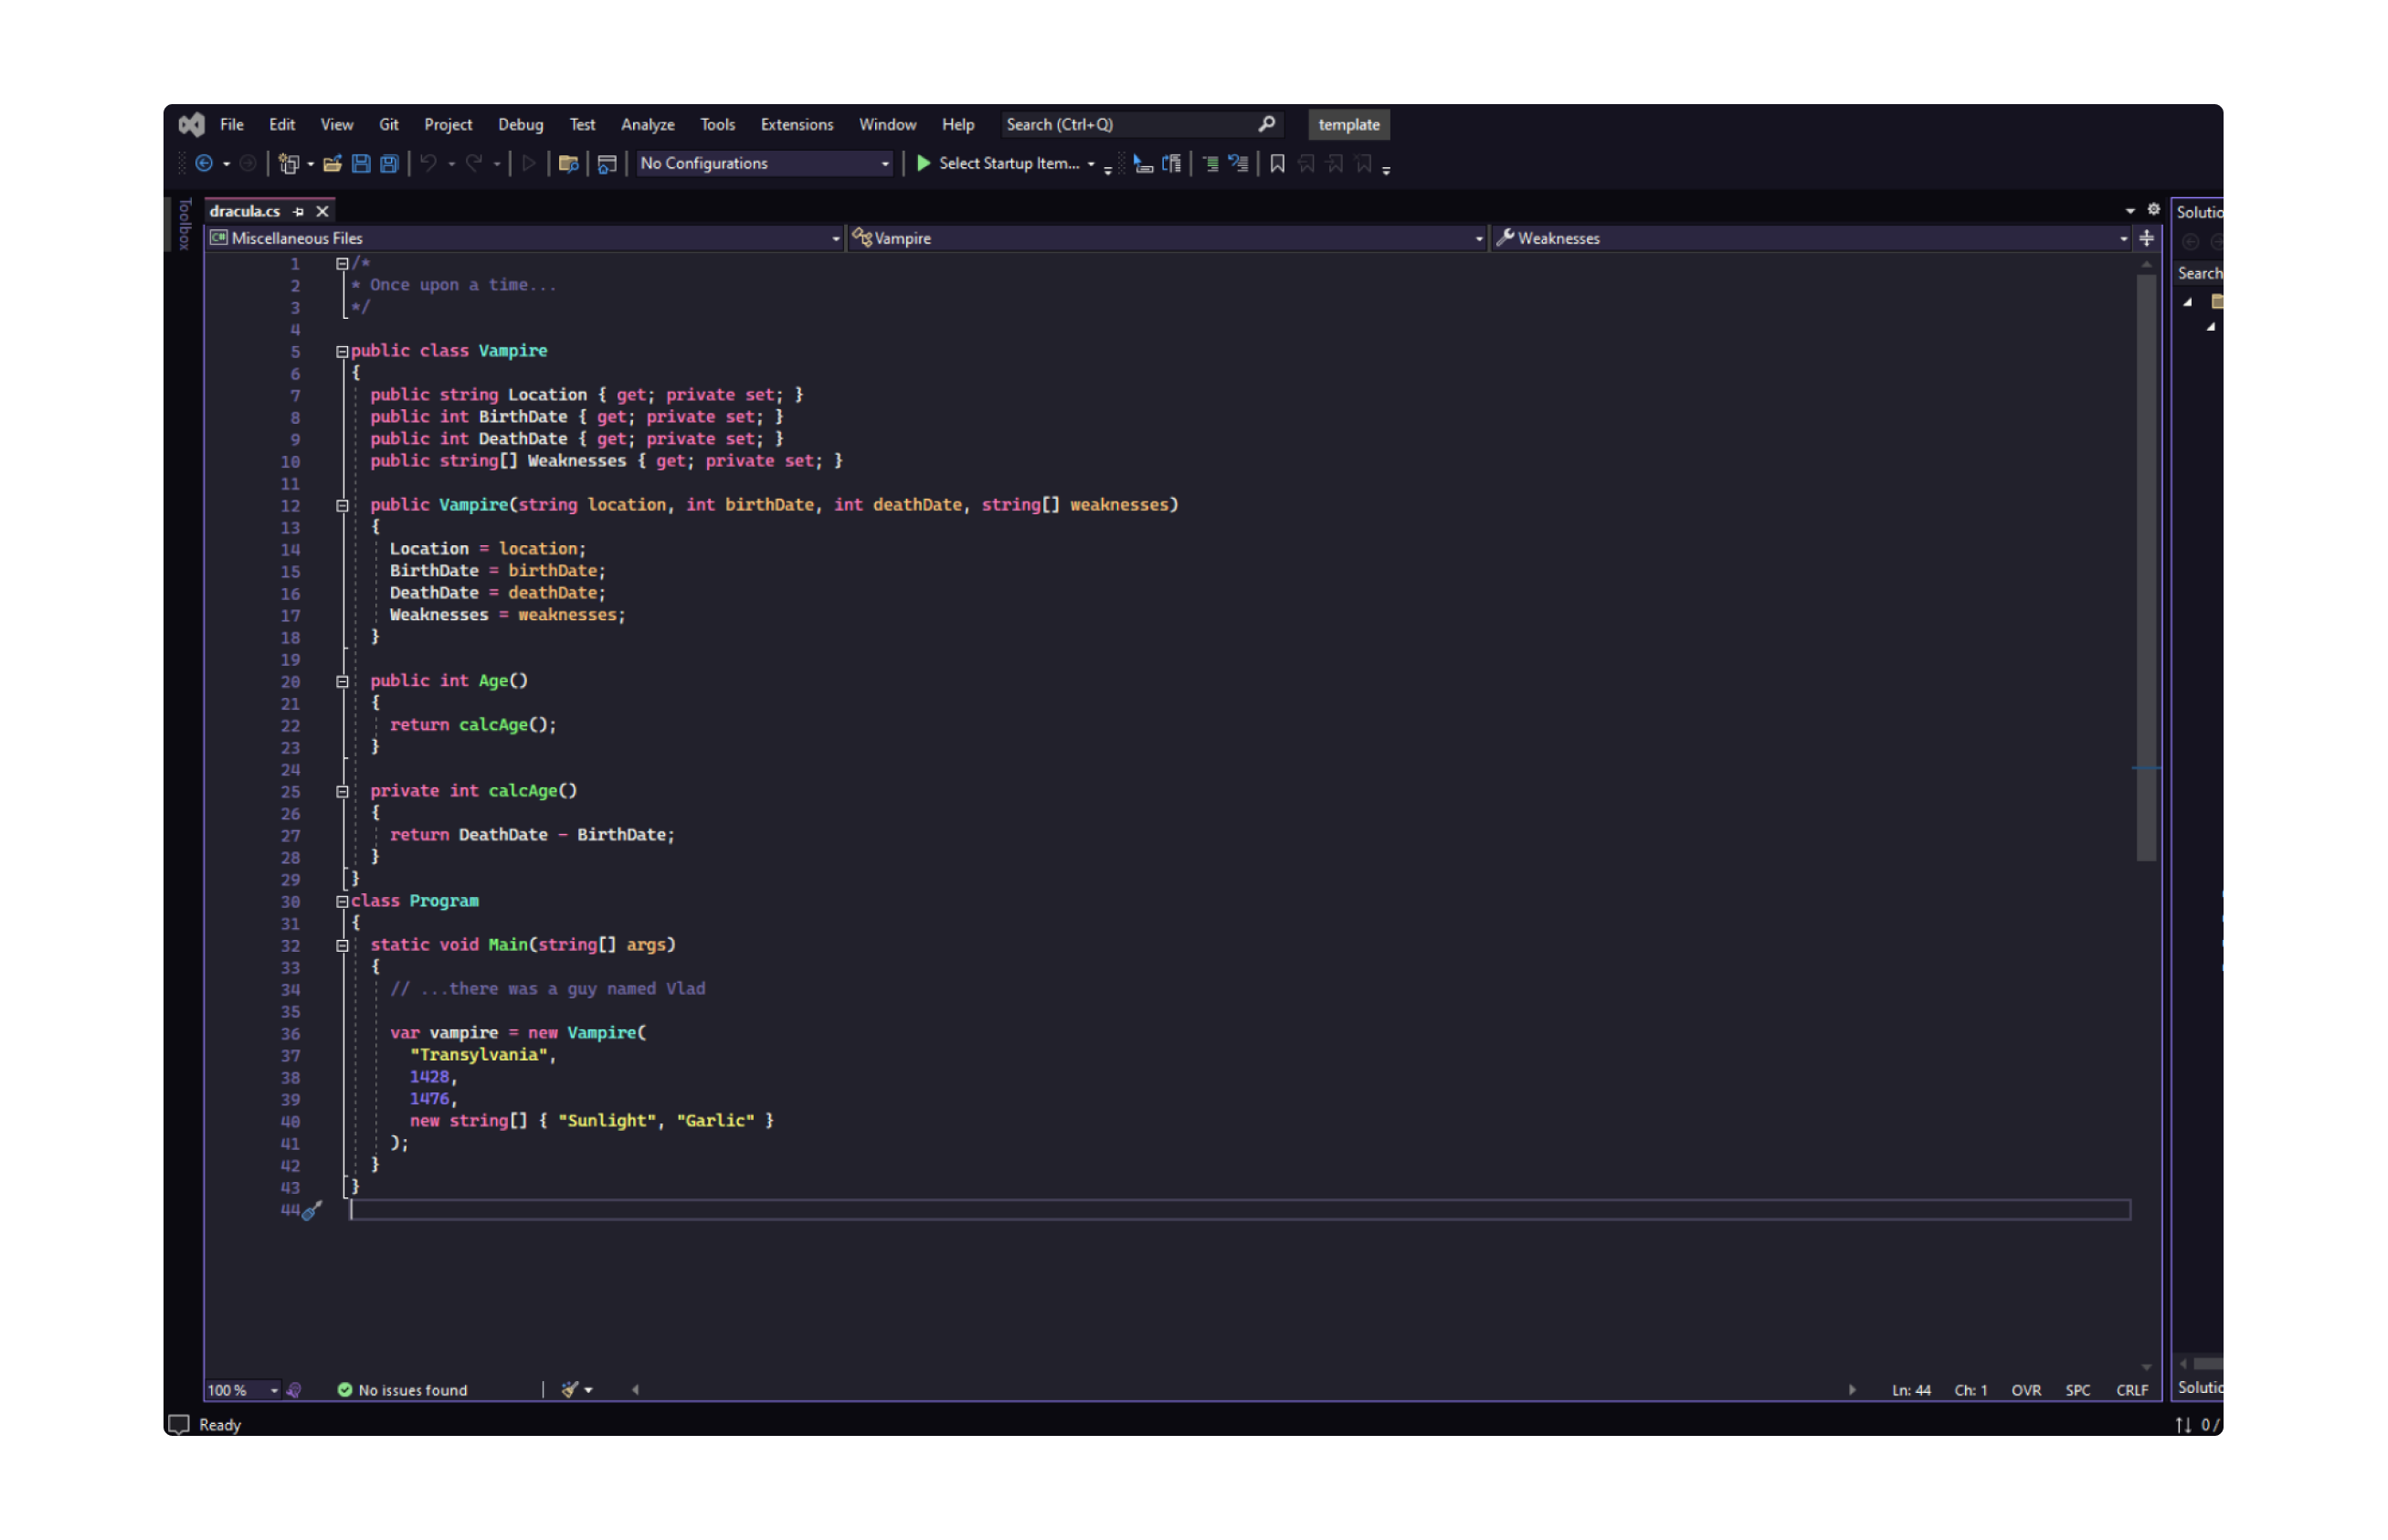 File Edit View Git Project Debug Test Analyze Tools Extensions Window Help Search (Ctrl+Q) template
No Configurations Select Startup Item...
Toolbox
dracula.cs
Miscellaneous Files Vampire Weaknesses
1 /*
2 * Once upon a time...
3 */
4
5 public class Vampire
6 {
7 public string Location { get; private set; }
8 public int BirthDate { get; private set; }
9 public int DeathDate { get; private set; }
10 public string[] Weaknesses { get; private set; }
11
12 public Vampire(string location, int birthDate, int deathDate, string[] weaknesses)
13 {
14 Location = location;
15 BirthDate = birthDate;
16 DeathDate = deathDate;
17 Weaknesses = weaknesses;
18 }
19
20 public int Age()
21 {
22 return calcAge();
23 }
24
25 private int calcAge()
26 {
27 return DeathDate - BirthDate;
28 }
29 }
30 class Program
31 {
32 static void Main(string[] args)
33 {
34 // ...there was a guy named Vlad
35
36 var vampire = new Vampire(
37 "Transylvania",
38 1428,
39 1476,
40 new string[] { "Sunlight", "Garlic" }
41 );
42 }
43 }
44
100 % No issues found Ln: 44 Ch: 1 OVR SPC CRLF
Solutio
Search
Solutio
Ready 0 /